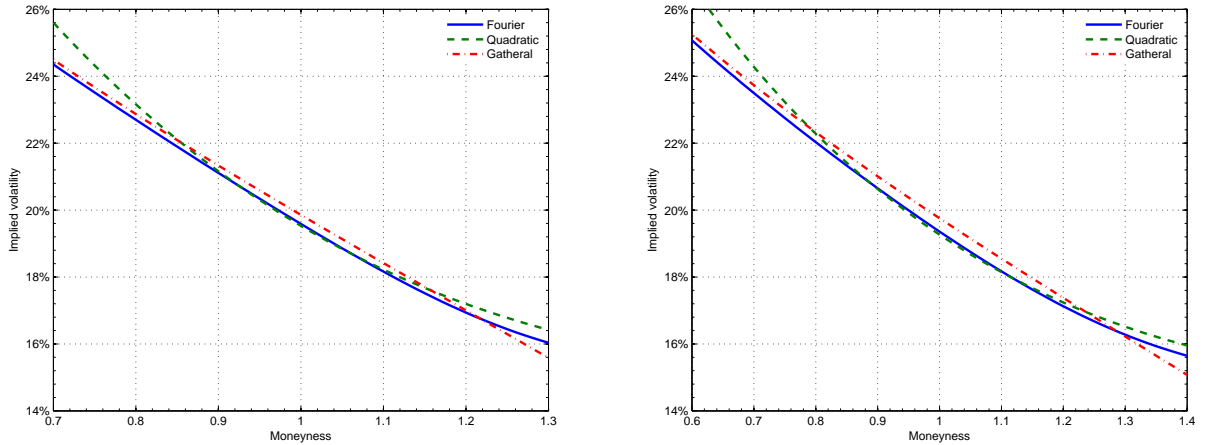 26%
24%
22%
20%
18%
16%
14%
Implied volatility
Fourier
Quadratic
Gatheral
0.7 0.8 0.9 1 1.1 1.2 1.3
Moneyness
26%
24%
22%
20%
18%
16%
14%
Implied volatility
Fourier
Quadratic
Gatheral
0.6 0.7 0.8 0.9 1 1.1 1.2 1.3 1.4
Moneyness